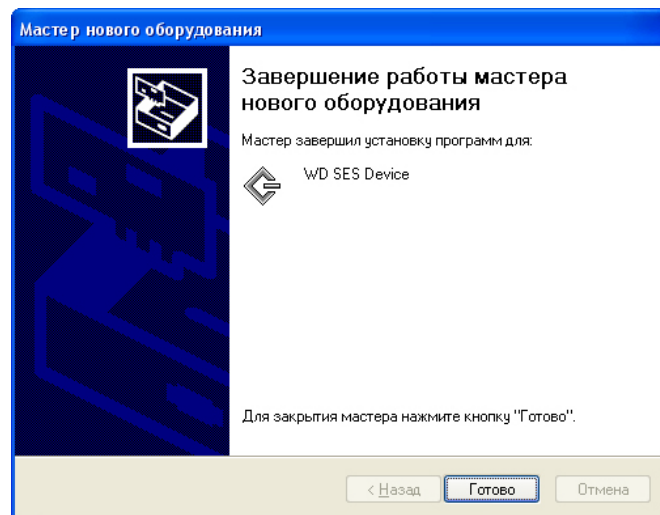 Мастер нового оборудования
Завершение работы мастера
нового оборудования
Мастер завершил установку программ для:
WD SES Device
Для закрытия мастера нажмите кнопку "Готово".
< Назад
Готово
Отмена